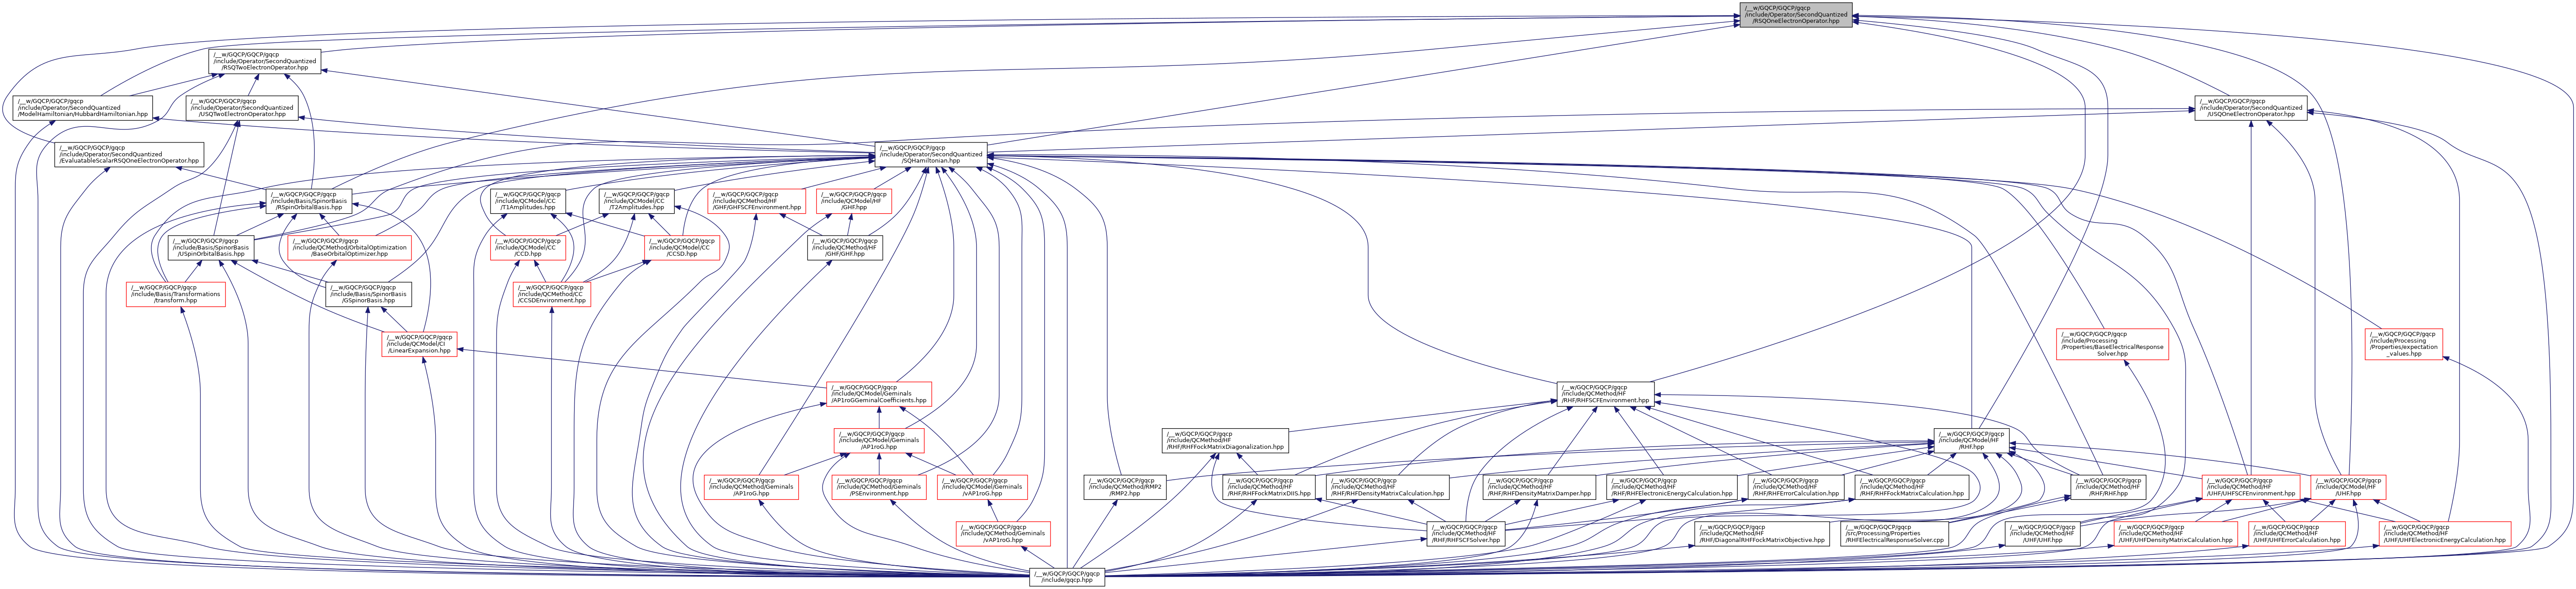 /__w/GQCP/GQCP/gqcp
/include/Operator/SecondQuantized
/RSQOneElectronOperator.hpp
/__w/GQCP/GQCP/gqcp
/include/Operator/SecondQuantized
/RSQTwoElectronOperator.hpp
/__w/GQCP/GQCP/gqcp
/include/Operator/SecondQuantized
/ModelHamiltonian/HubbardHamiltonian.hpp
/__w/GQCP/GQCP/gqcp
/include/Operator/SecondQuantized
/USQTwoElectronOperator.hpp
/__w/GQCP/GQCP/gqcp
/include/Operator/SecondQuantized
/USQOneElectronOperator.hpp
/__w/GQCP/GQCP/gqcp
/include/Operator/SecondQuantized
/EvaluatableScalarRSQOneElectronOperator.hpp
/__w/GQCP/GQCP/gqcp
/include/Operator/SecondQuantized
/SQHamiltonian.hpp
/__w/GQCP/GQCP/gqcp
/include/Basis/SpinorBasis
/RSpinOrbitalBasis.hpp
/__w/GQCP/GQCP/gqcp
/include/QCModel/CC
/T1Amplitudes.hpp
/__w/GQCP/GQCP/gqcp
/include/QCModel/CC
/T2Amplitudes.hpp
/__w/GQCP/GQCP/gqcp
/include/QCMethod/HF
/GHF/GHFSCFEnvironment.hpp
/__w/GQCP/GQCP/gqcp
/include/QCModel/HF
/GHF.hpp
/__w/GQCP/GQCP/gqcp
/include/Basis/SpinorBasis
/USpinOrbitalBasis.hpp
/__w/GQCP/GQCP/gqcp
/include/QCMethod/OrbitalOptimization
/BaseOrbitalOptimizer.hpp
/__w/GQCP/GQCP/gqcp
/include/QCModel/CC
/CCD.hpp
/__w/GQCP/GQCP/gqcp
/include/QCModel/CC
/CCSD.hpp
/__w/GQCP/GQCP/gqcp
/include/QCMethod/HF
/GHF/GHF.hpp
/__w/GQCP/GQCP/gqcp
/include/Basis/Transformations
/transform.hpp
/__w/GQCP/GQCP/gqcp
/include/Basis/SpinorBasis
/GSpinorBasis.hpp
/__w/GQCP/GQCP/gqcp
/include/QCMethod/CC
/CCSDEnvironment.hpp
/__w/GQCP/GQCP/gqcp
/include/QCModel/CI
/LinearExpansion.hpp
/__w/GQCP/GQCP/gqcp
/include/Processing
/Properties/BaseElectricalResponse
Solver.hpp
/__w/GQCP/GQCP/gqcp
/include/Processing
/Properties/expectation
_values.hpp
/__w/GQCP/GQCP/gqcp
/include/QCModel/Geminals
/AP1roGGeminalCoefficients.hpp
/__w/GQCP/GQCP/gqcp
/include/QCMethod/HF
/RHF/RHFSCFEnvironment.hpp
/__w/GQCP/GQCP/gqcp
/include/QCModel/Geminals
/AP1roG.hpp
/__w/GQCP/GQCP/gqcp
/include/QCMethod/HF
/RHF/RHFFockMatrixDiagonalization.hpp
/__w/GQCP/GQCP/gqcp
/include/QCModel/HF
/RHF.hpp
/__w/GQCP/GQCP/gqcp
/include/QCMethod/Geminals
/AP1roG.hpp
/__w/GQCP/GQCP/gqcp
/include/QCMethod/Geminals
/PSEnvironment.hpp
/__w/GQCP/GQCP/gqcp
/include/QCModel/Geminals
/vAP1roG.hpp
/__w/GQCP/GQCP/gqcp
/include/QCMethod/RMP2
/RMP2.hpp
/__w/GQCP/GQCP/gqcp
/include/QCMethod/HF
/RHF/RHFFockMatrixDIIS.hpp
/__w/GQCP/GQCP/gqcp
/include/QCMethod/HF
/RHF/RHFDensityMatrixCalculation.hpp
/__w/GQCP/GQCP/gqcp
/include/QCMethod/HF
/RHF/RHFDensityMatrixDamper.hpp
/__w/GQCP/GQCP/gqcp
/include/QCMethod/HF
/RHF/RHFElectronicEnergyCalculation.hpp
/__w/GQCP/GQCP/gqcp
/include/QCMethod/HF
/RHF/RHFErrorCalculation.hpp
/__w/GQCP/GQCP/gqcp
/include/QCMethod/HF
/RHF/RHFFockMatrixCalculation.hpp
/__w/GQCP/GQCP/gqcp
/include/QCMethod/HF
/RHF/RHF.hpp
/__w/GQCP/GQCP/gqcp
/include/QCMethod/HF
/UHF/UHFSCFEnvironment.hpp
/__w/GQCP/GQCP/gqcp
/include/QCModel/HF
/UHF.hpp
/__w/GQCP/GQCP/gqcp
/include/QCMethod/Geminals
/vAP1roG.hpp
/__w/GQCP/GQCP/gqcp
/include/QCMethod/HF
/RHF/RHFSCFSolver.hpp
/__w/GQCP/GQCP/gqcp
/include/QCMethod/HF
/RHF/DiagonalRHFFockMatrixObjective.hpp
/__w/GQCP/GQCP/gqcp
/src/Processing/Properties
/RHFElectricalResponseSolver.cpp
/__w/GQCP/GQCP/gqcp
/include/QCMethod/HF
/UHF/UHF.hpp
/__w/GQCP/GQCP/gqcp
/include/QCMethod/HF
/UHF/UHFDensityMatrixCalculation.hpp
/__w/GQCP/GQCP/gqcp
/include/QCMethod/HF
/UHF/UHFErrorCalculation.hpp
/__w/GQCP/GQCP/gqcp
/include/QCMethod/HF
/UHF/UHFElectronicEnergyCalculation.hpp
/__w/GQCP/GQCP/gqcp
/include/gqcp.hpp